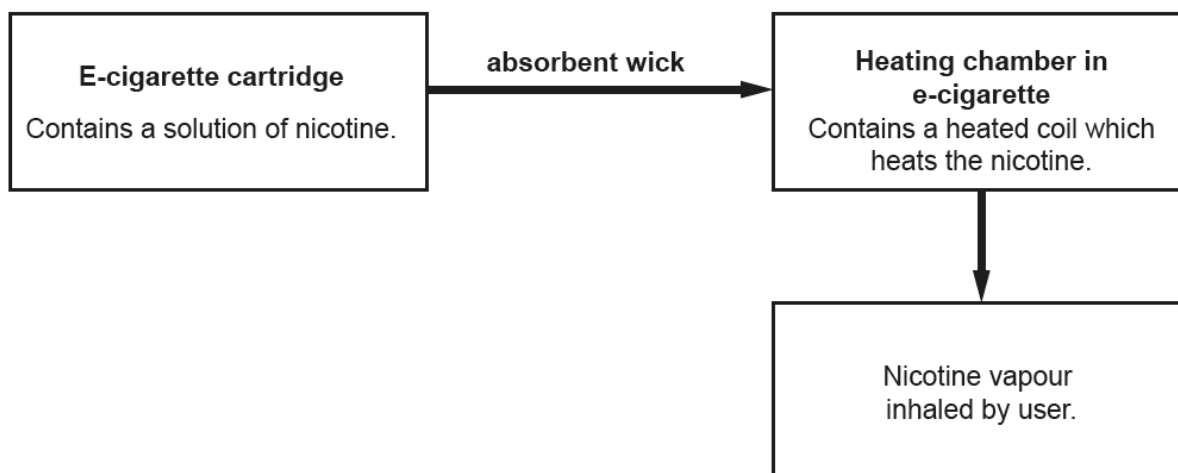 E-cigarette cartridge
Contains a solution of nicotine.
absorbent wick
Heating chamber in
e-cigarette
Contains a heated coil which
heats the nicotine.
Nicotine vapour
inhaled by user.